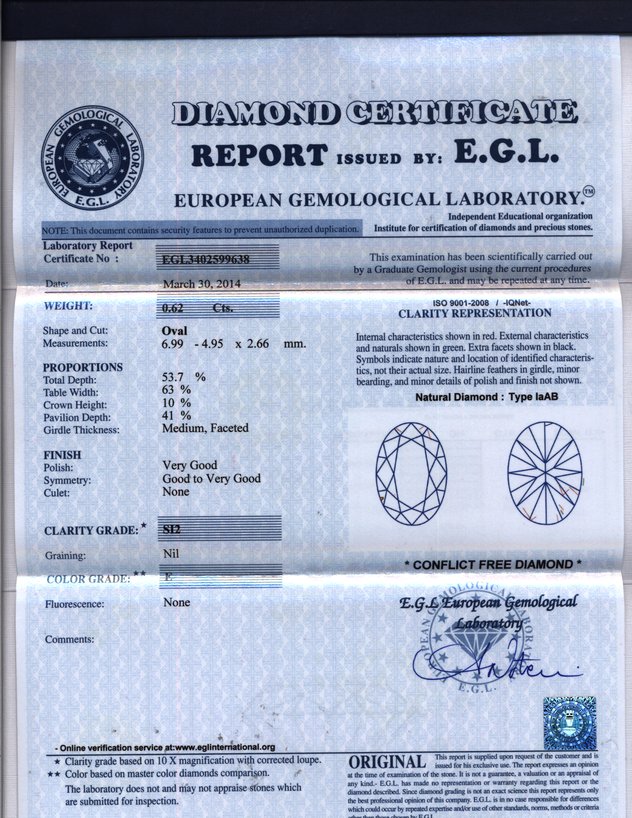 EUROPEAN GEMOLOGICAL LABORATORY
E.G.L.
DIAMOND CERTIFICATE
REPORT ISSUED BY: E.G.L.
EUROPEAN GEMOLOGICAL LABORATORY.™
Independent Educational organization
Institute for certification of diamonds and precious stones.
NOTE: This document contains security features to prevent unauthorized duplication.
Laboratory Report
Certificate No : EGL3402599638
Date: March 30, 2014
WEIGHT: 0.62 Cts.
Shape and Cut: Oval
Measurements: 6.99 - 4.95 x 2.66 mm.
PROPORTIONS
Total Depth: 53.7 %
Table Width: 63 %
Crown Height: 10 %
Pavilion Depth: 41 %
Girdle Thickness: Medium, Faceted
FINISH
Polish: Very Good
Symmetry: Good to Very Good
Culet: None
CLARITY GRADE:* SI2
Graining: Nil
COLOR GRADE:** E
Fluorescence: None
Comments:
This examination has been scientifically carried out
by a Graduate Gemologist using the current procedures
of E.G.L. and may be repeated at any time.
ISO 9001-2008 / -IQNet-
CLARITY REPRESENTATION
Internal characteristics shown in red. External characteristics
and naturals shown in green. Extra facets shown in black.
Symbols indicate nature and location of identified characteris-
tics, not their actual size. Hairline feathers in girdle, minor
bearding, and minor details of polish and finish not shown.
Natural Diamond : Type IaAB
* CONFLICT FREE DIAMOND *
E.G.L European Gemological
Laboratory
EUROPEAN GEMOLOGICAL LABORATORY
E.G.L.
- Online verification service at:www.eglinternational.org
★ Clarity grade based on 10 X magnification with corrected loupe.
★★ Color based on master color diamonds comparison.
The laboratory does not and may not appraise stones which
are submitted for inspection.
ORIGINAL This report is supplied upon request of the customer and is
issued for his exclusive use. The report expresses an opinion
at the time of examination of the stone. It is not a guarantee, a valuation or an appraisal of
any kind.- E.G.L. has made no representation or warranty regarding this report or the
diamond described. Since diamond grading is not an exact science this report represents only
the best professional opinion of this company. E.G.L. is in no case responsible for differences
which could occur by repeated expertise and/or use of other standards, norms, methods or criteria